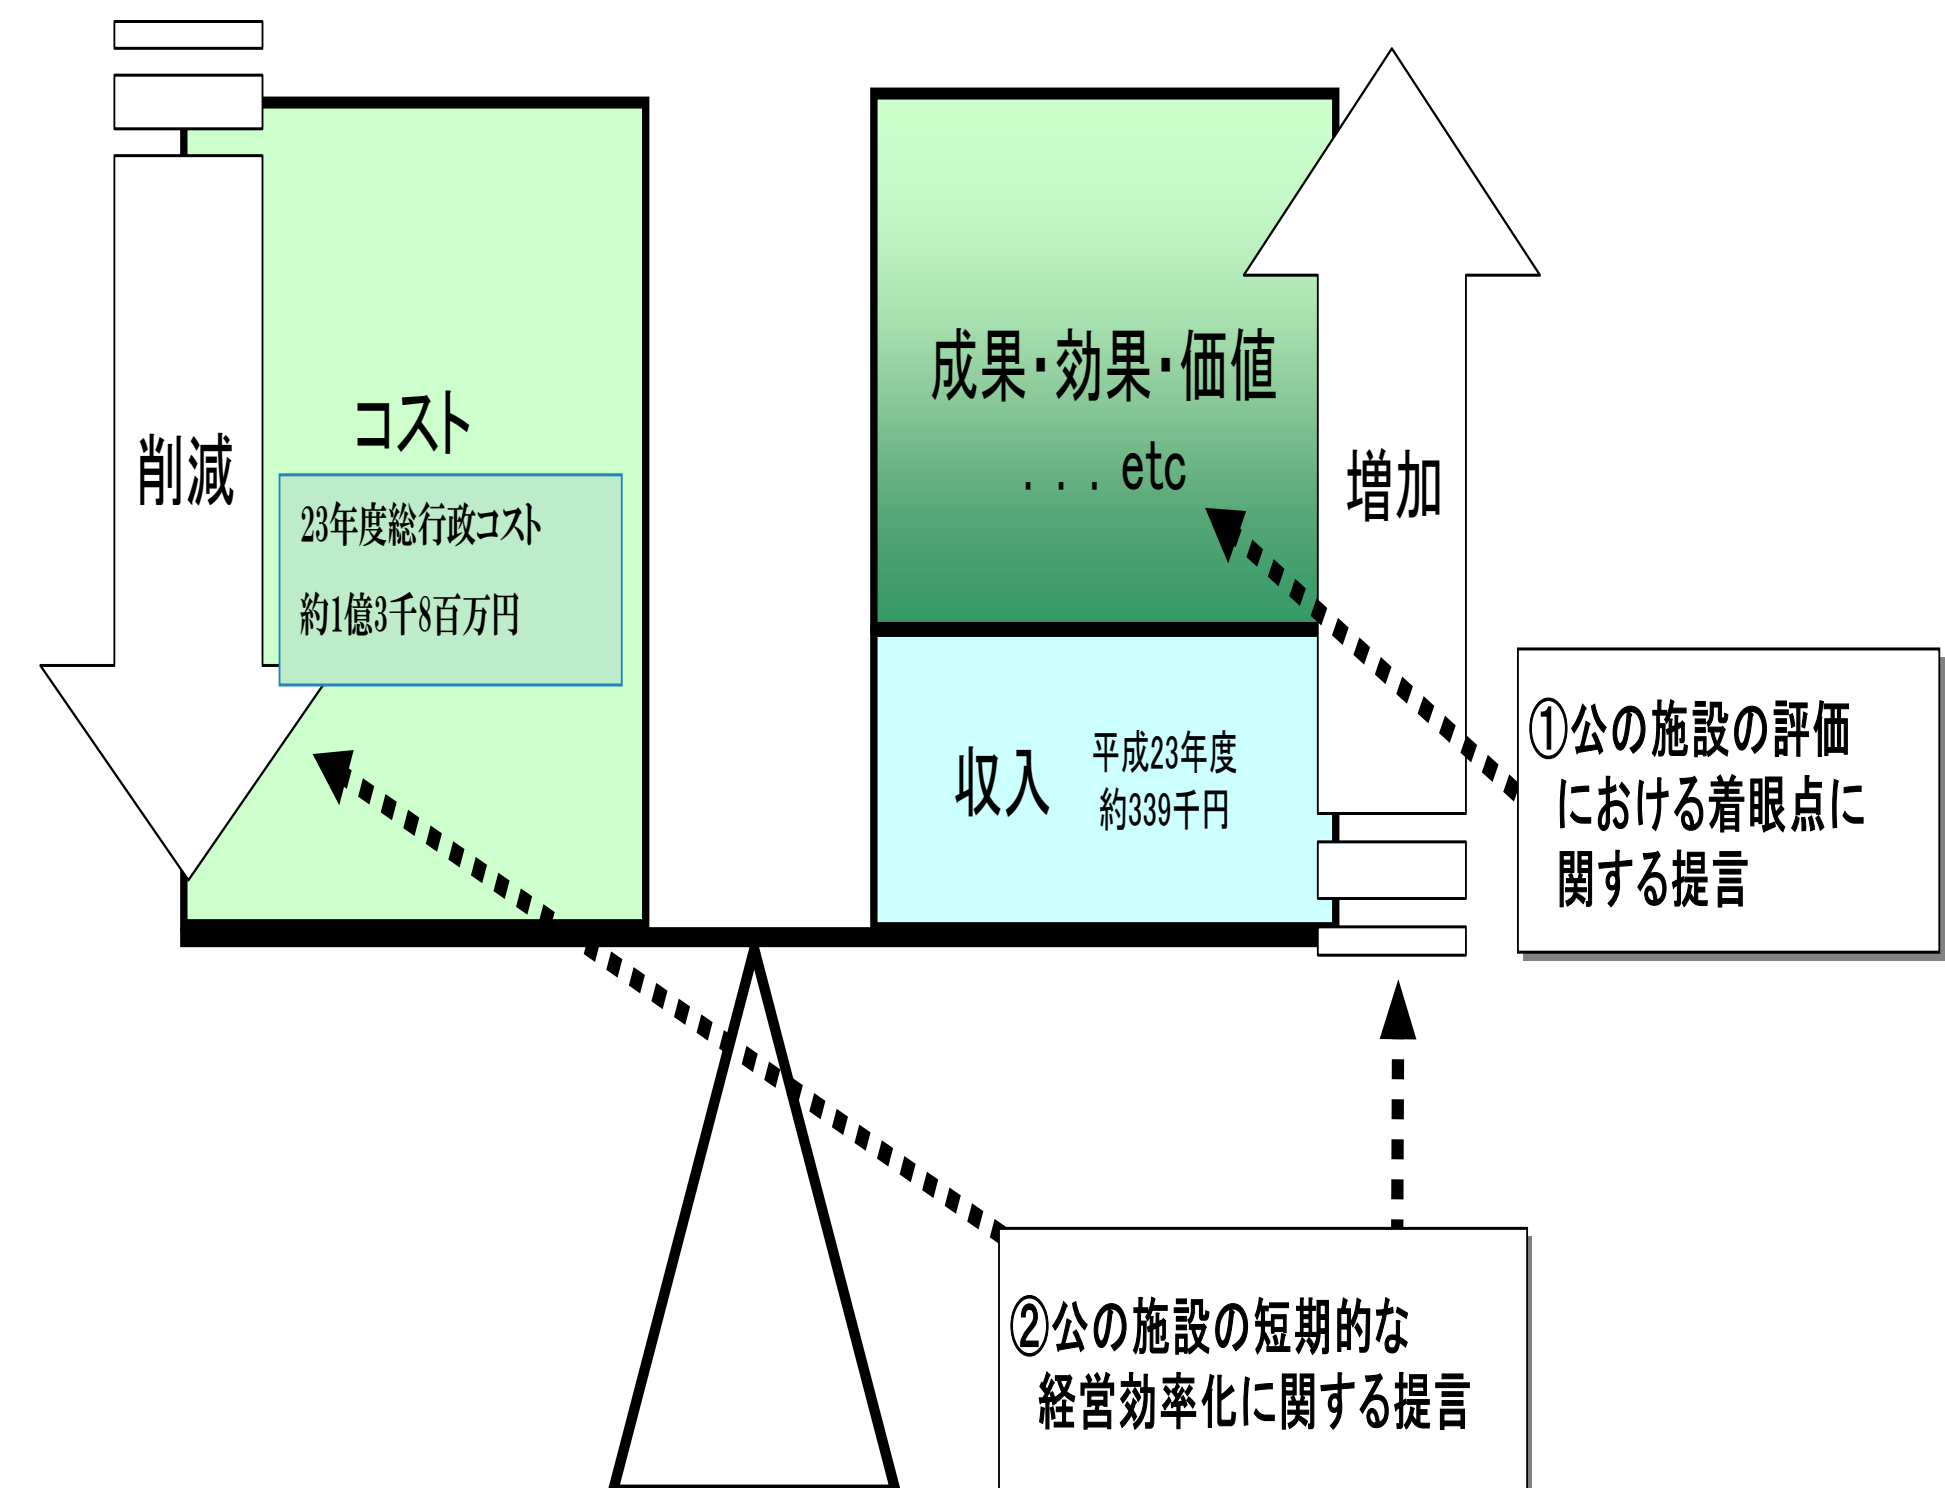 削減
コスト
23年度総行政コスト
約1億3千8百万円
成果・効果・価値
．．．etc
増加
収入
平成23年度
約339千円
①公の施設の評価
における着眼点に
関する提言
②公の施設の短期的な
経営効率化に関する提言